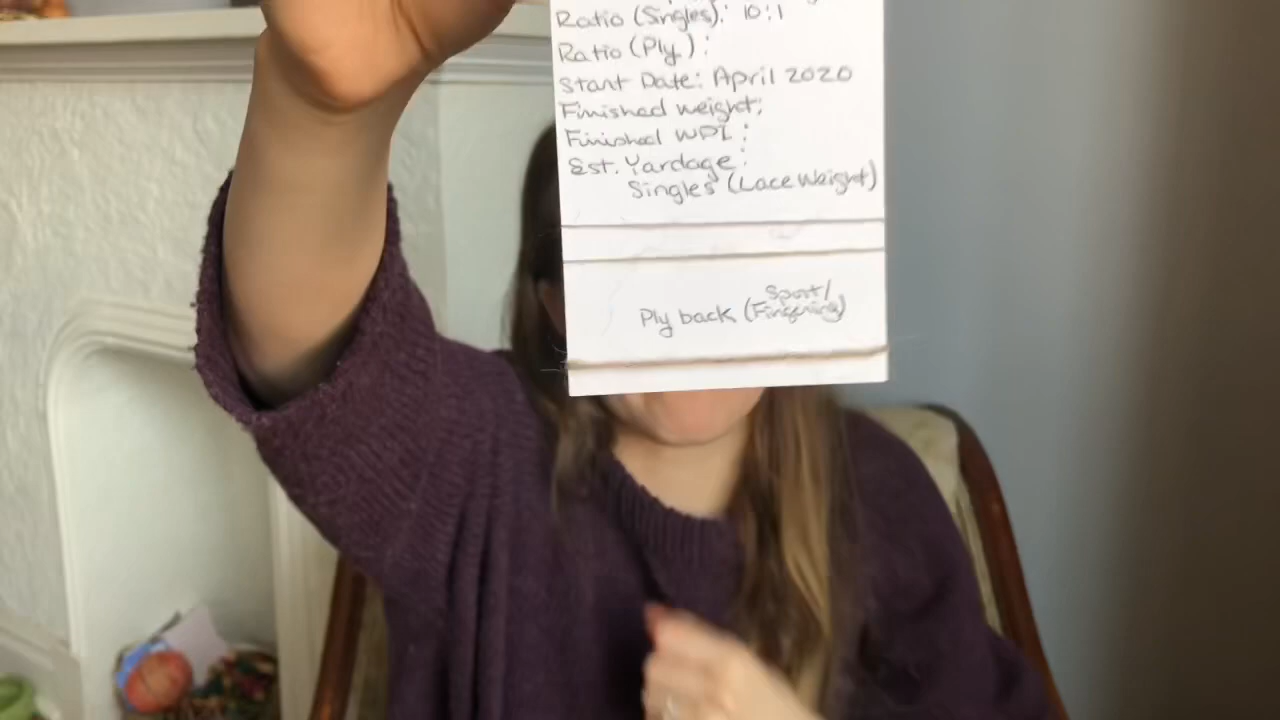 Ratio (Singles): 10:1
Ratio (Ply):
Start Date: April 2020
Finished weight:
Finished WPI:
Est. Yardage:
Singles (Lace Weight)
Sport/
Ply back (Fingering)